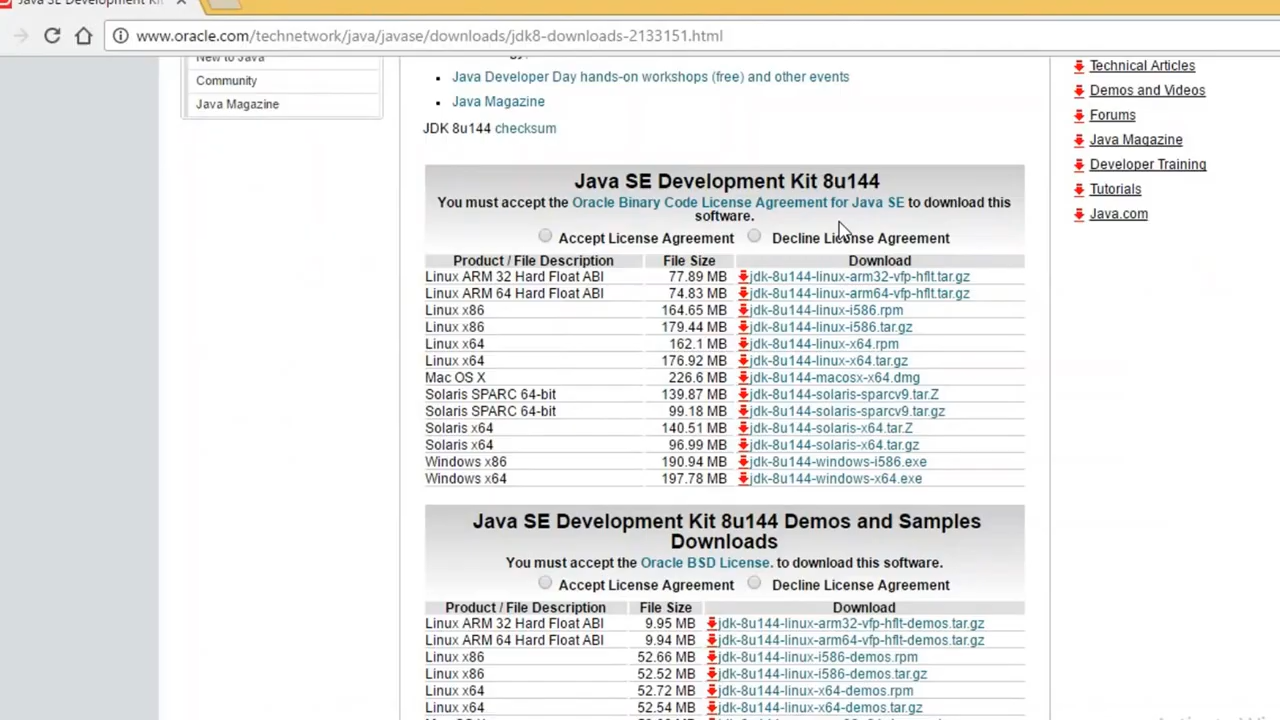 Java SE Development Kit
www.oracle.com/technetwork/java/javase/downloads/jdk8-downloads-2133151.html
New to Java
Community
Java Magazine
Java Developer Day hands-on workshops (free) and other events
Java Magazine
JDK 8u144 checksum
Java SE Development Kit 8u144
You must accept the Oracle Binary Code License Agreement for Java SE to download this
software.
Accept License Agreement Decline License Agreement
Product / File Description File Size Download
Linux ARM 32 Hard Float ABI 77.89 MB jdk-8u144-linux-arm32-vfp-hflt.tar.gz
Linux ARM 64 Hard Float ABI 74.83 MB jdk-8u144-linux-arm64-vfp-hflt.tar.gz
Linux x86 164.65 MB jdk-8u144-linux-i586.rpm
Linux x86 179.44 MB jdk-8u144-linux-i586.tar.gz
Linux x64 162.1 MB jdk-8u144-linux-x64.rpm
Linux x64 176.92 MB jdk-8u144-linux-x64.tar.gz
Mac OS X 226.6 MB jdk-8u144-macosx-x64.dmg
Solaris SPARC 64-bit 139.87 MB jdk-8u144-solaris-sparcv9.tar.Z
Solaris SPARC 64-bit 99.18 MB jdk-8u144-solaris-sparcv9.tar.gz
Solaris x64 140.51 MB jdk-8u144-solaris-x64.tar.Z
Solaris x64 96.99 MB jdk-8u144-solaris-x64.tar.gz
Windows x86 190.94 MB jdk-8u144-windows-i586.exe
Windows x64 197.78 MB jdk-8u144-windows-x64.exe
Java SE Development Kit 8u144 Demos and Samples
Downloads
You must accept the Oracle BSD License. to download this software.
Accept License Agreement Decline License Agreement
Product / File Description File Size Download
Linux ARM 32 Hard Float ABI 9.95 MB jdk-8u144-linux-arm32-vfp-hflt-demos.tar.gz
Linux ARM 64 Hard Float ABI 9.94 MB jdk-8u144-linux-arm64-vfp-hflt-demos.tar.gz
Linux x86 52.66 MB jdk-8u144-linux-i586-demos.rpm
Linux x86 52.52 MB jdk-8u144-linux-i586-demos.tar.gz
Linux x64 52.72 MB jdk-8u144-linux-x64-demos.rpm
Linux x64 52.54 MB jdk-8u144-linux-x64-demos.tar.gz
Technical Articles
Demos and Videos
Forums
Java Magazine
Developer Training
Tutorials
Java.com